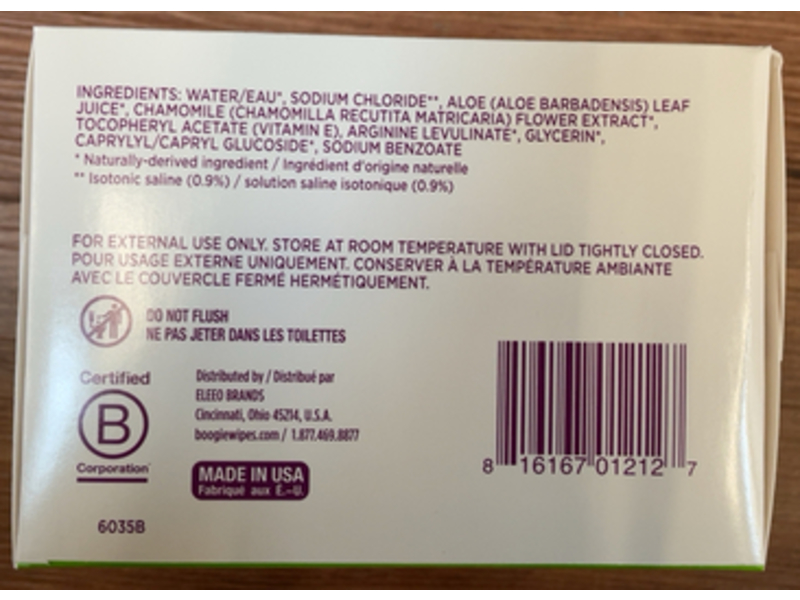 INGREDIENTS: WATER/EAU*, SODIUM CHLORIDE**, ALOE (ALOE BARBADENSIS) LEAF
JUICE*, CHAMOMILE (CHAMOMILLA RECUTITA MATRICARIA) FLOWER EXTRACT*,
TOCOPHERYL ACETATE (VITAMIN E), ARGININE LEVULINATE*, GLYCERIN*,
CAPRYLYL/CAPRYL GLUCOSIDE*, SODIUM BENZOATE
* Naturally-derived ingredient / Ingrédient d'origine naturelle
** Isotonic saline (0.9%) / solution saline isotonique (0.9%)
FOR EXTERNAL USE ONLY. STORE AT ROOM TEMPERATURE WITH LID TIGHTLY CLOSED.
POUR USAGE EXTERNE UNIQUEMENT. CONSERVER À LA TEMPÉRATURE AMBIANTE
AVEC LE COUVERCLE FERMÉ HERMÉTIQUEMENT.
DO NOT FLUSH
NE PAS JETER DANS LES TOILETTES
Certified
B
Corporation
Distributed by / Distribué par
ELEEO BRANDS
Cincinnati, Ohio 45214, U.S.A.
boogiewipes.com / 1.877.469.8877
MADE IN USA
Fabriqué aux É.-U.
6035B
8 16167 01212 7